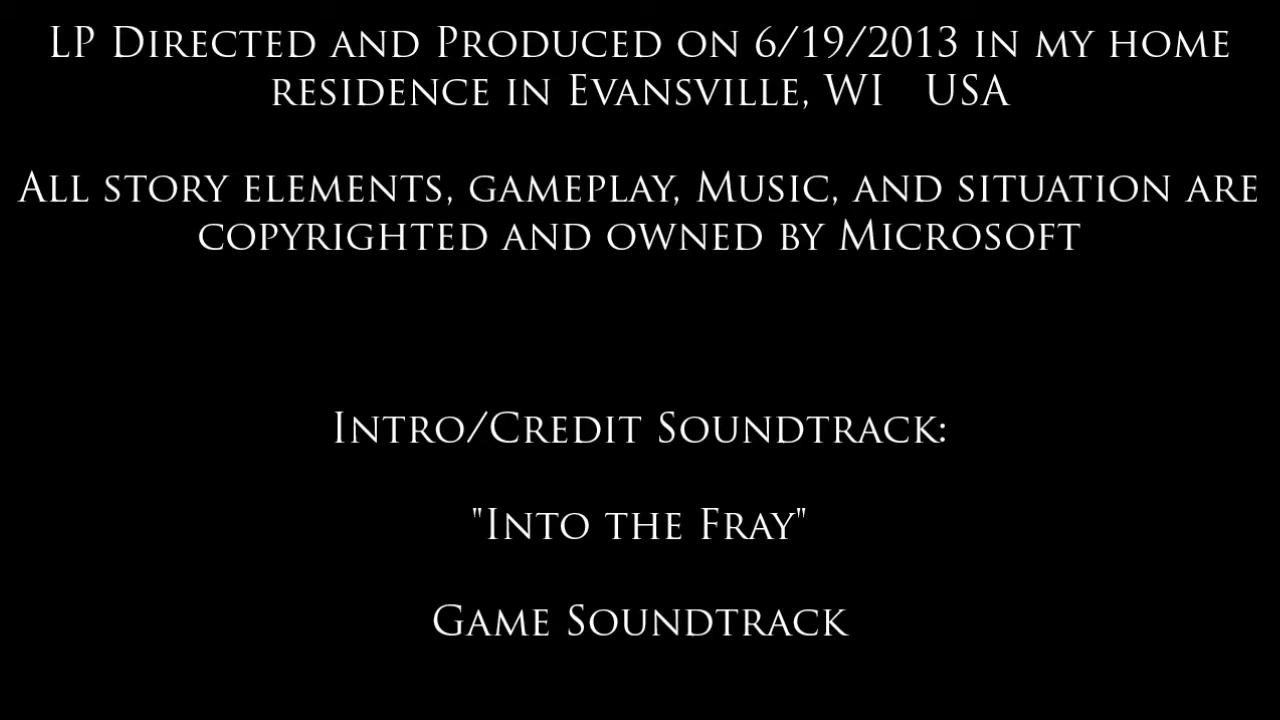 LP Directed and Produced on 6/19/2013 in my home
residence in Evansville, WI USA
All story elements, gameplay, Music, and situation are
copyrighted and owned by Microsoft
Intro/Credit Soundtrack:
"Into the Fray"
Game Soundtrack